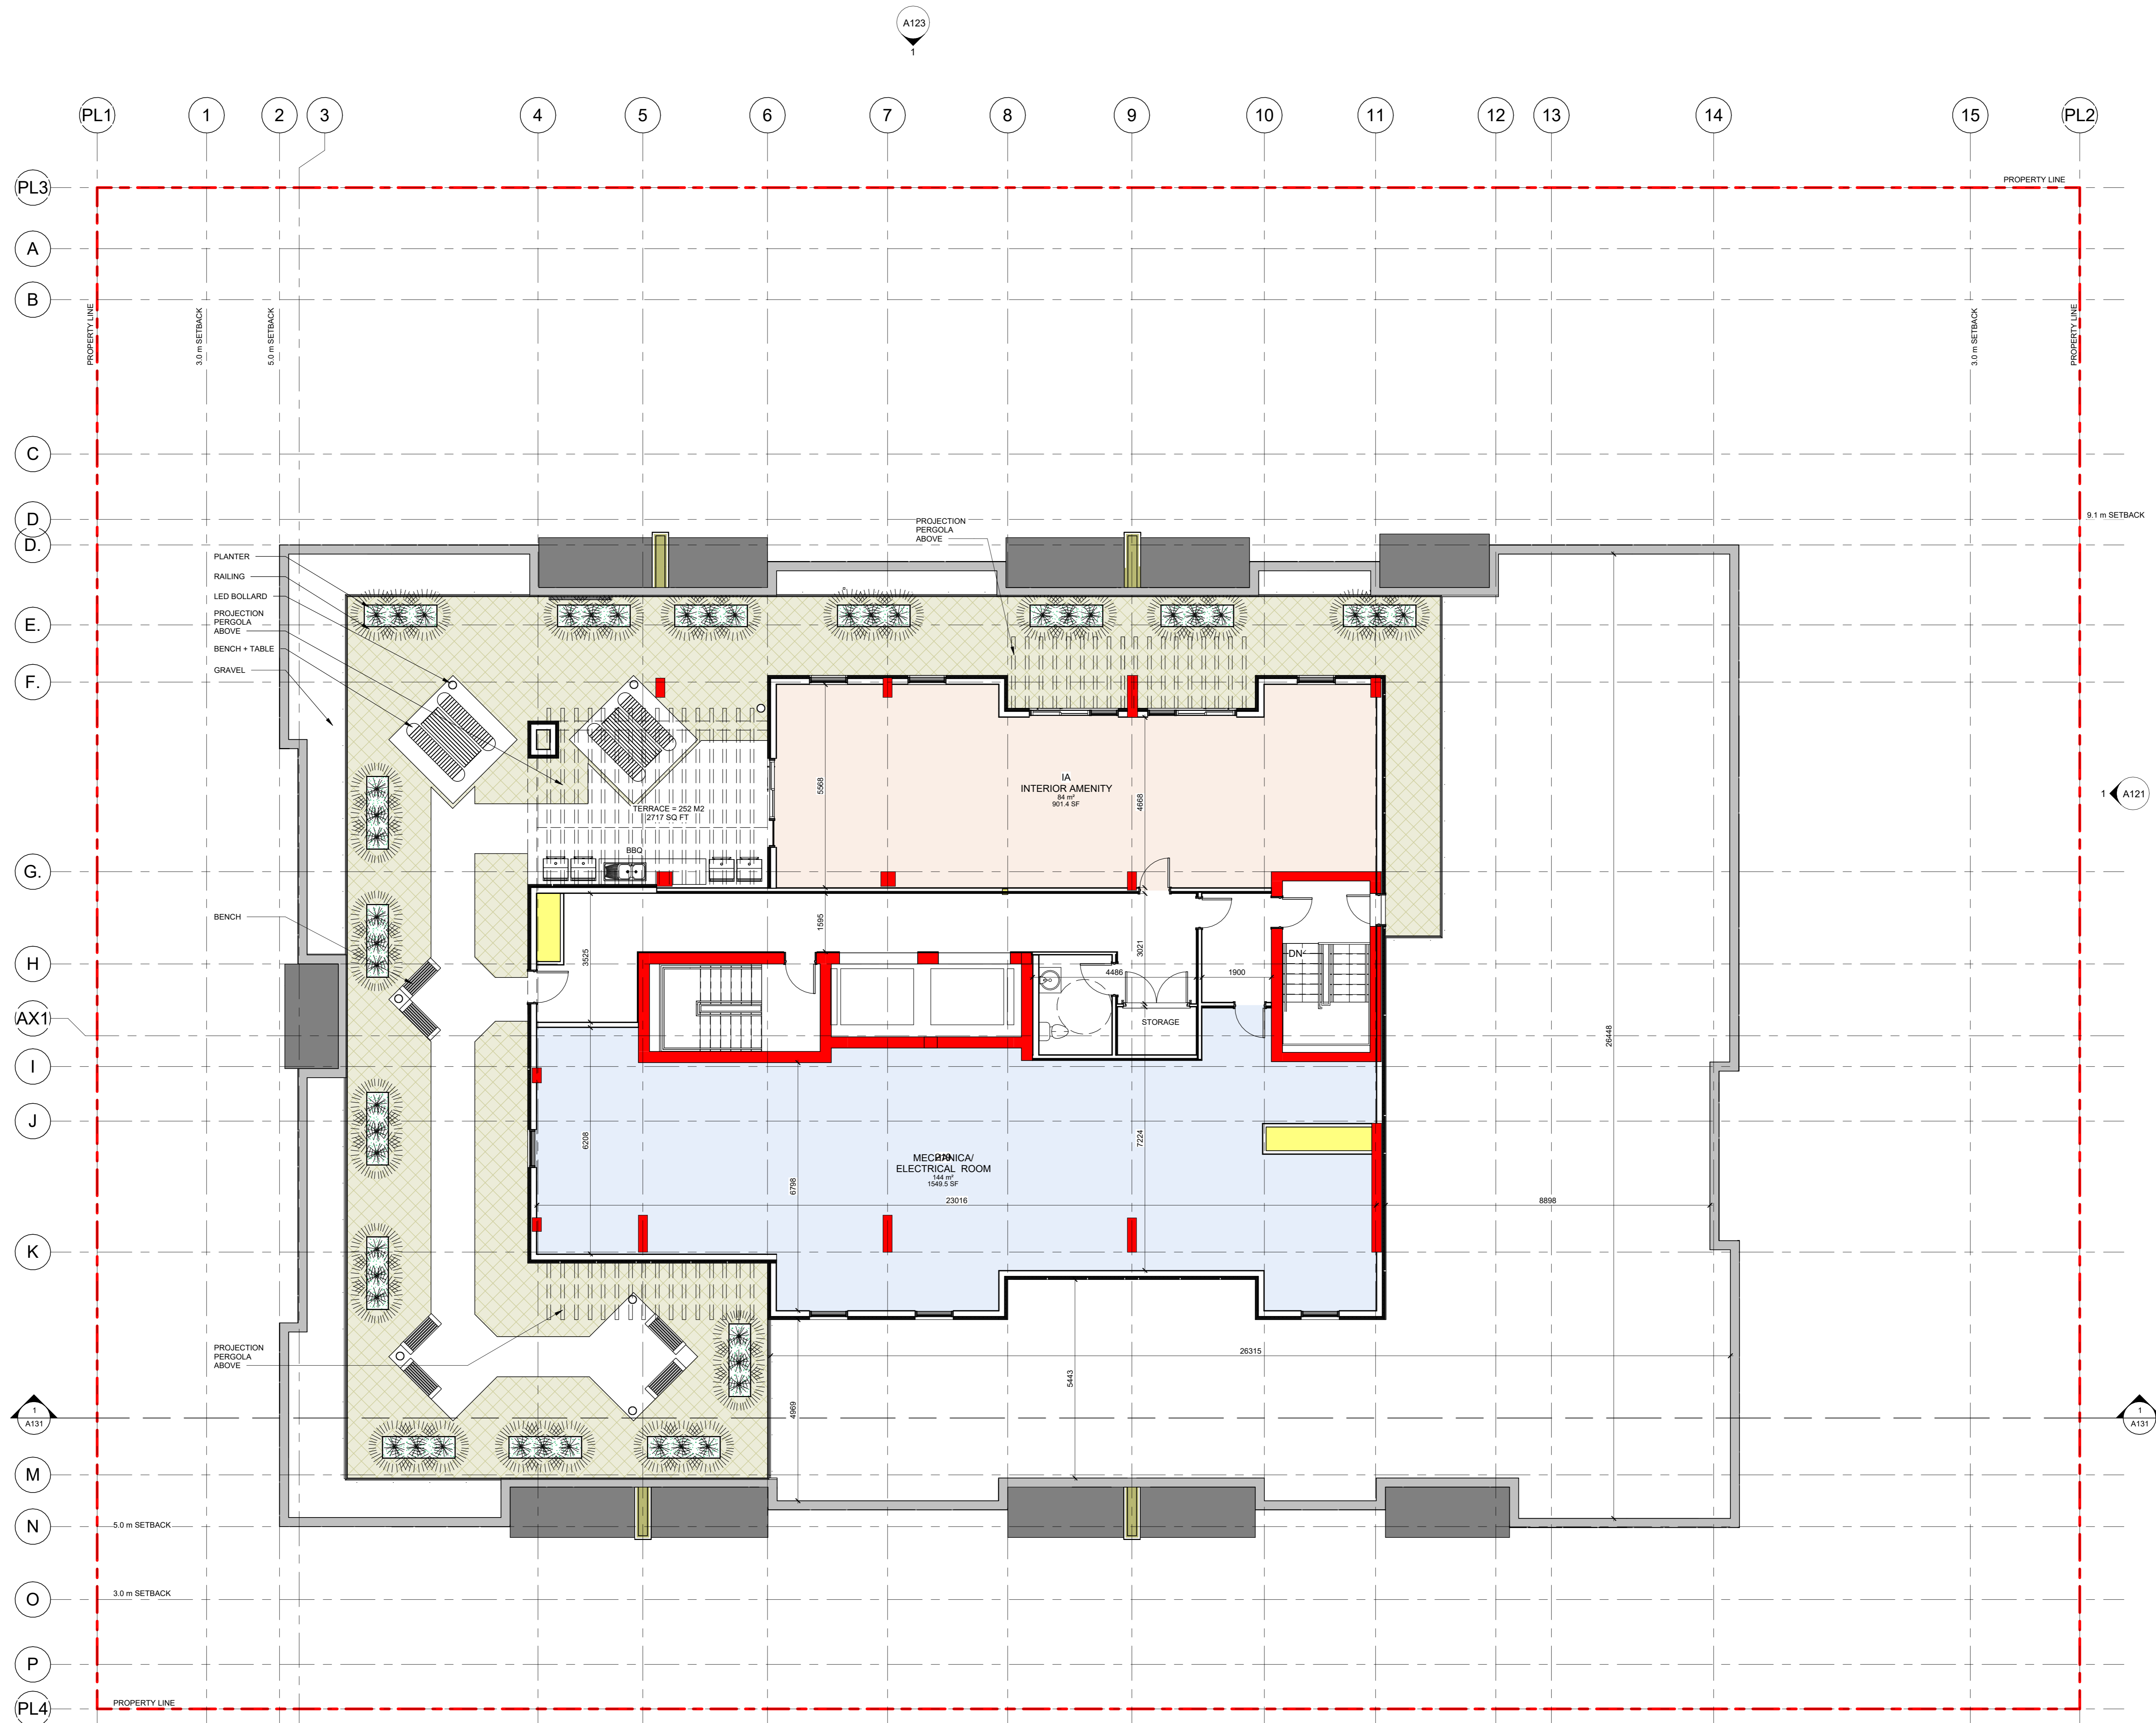 A123
1
PL1
1
2
3
4
5
6
7
8
9
10
11
12
13
14
15
PL2
PL3
PROPERTY LINE
A
B
PROPERTY LINE
3.0 m SETBACK
5.0 m SETBACK
3.0 m SETBACK
PROPERTY LINE
C
D
D.
9.1 m SETBACK
PROJECTION
PERGOLA
ABOVE
PLANTER
RAILING
LED BOLLARD
PROJECTION
PERGOLA
ABOVE
BENCH + TABLE
GRAVEL
E.
F.
IA
INTERIOR AMENITY
84 m²
901.4 SF
5568
4668
TERRACE = 252 M2
2717 SQ FT
BBQ
1
A121
G.
BENCH
3525
1595
3021
4486
1900
DN
STORAGE
H
AX1
26448
I
J
6208
6798
7224
MECHANICA/
ELECTRICAL ROOM
144 m²
1549.5 SF
23016
8898
K
PROJECTION
PERGOLA
ABOVE
26315
5443
4969
1
A131
1
A131
M
N
5.0 m SETBACK
O
3.0 m SETBACK
P
PL4
PROPERTY LINE